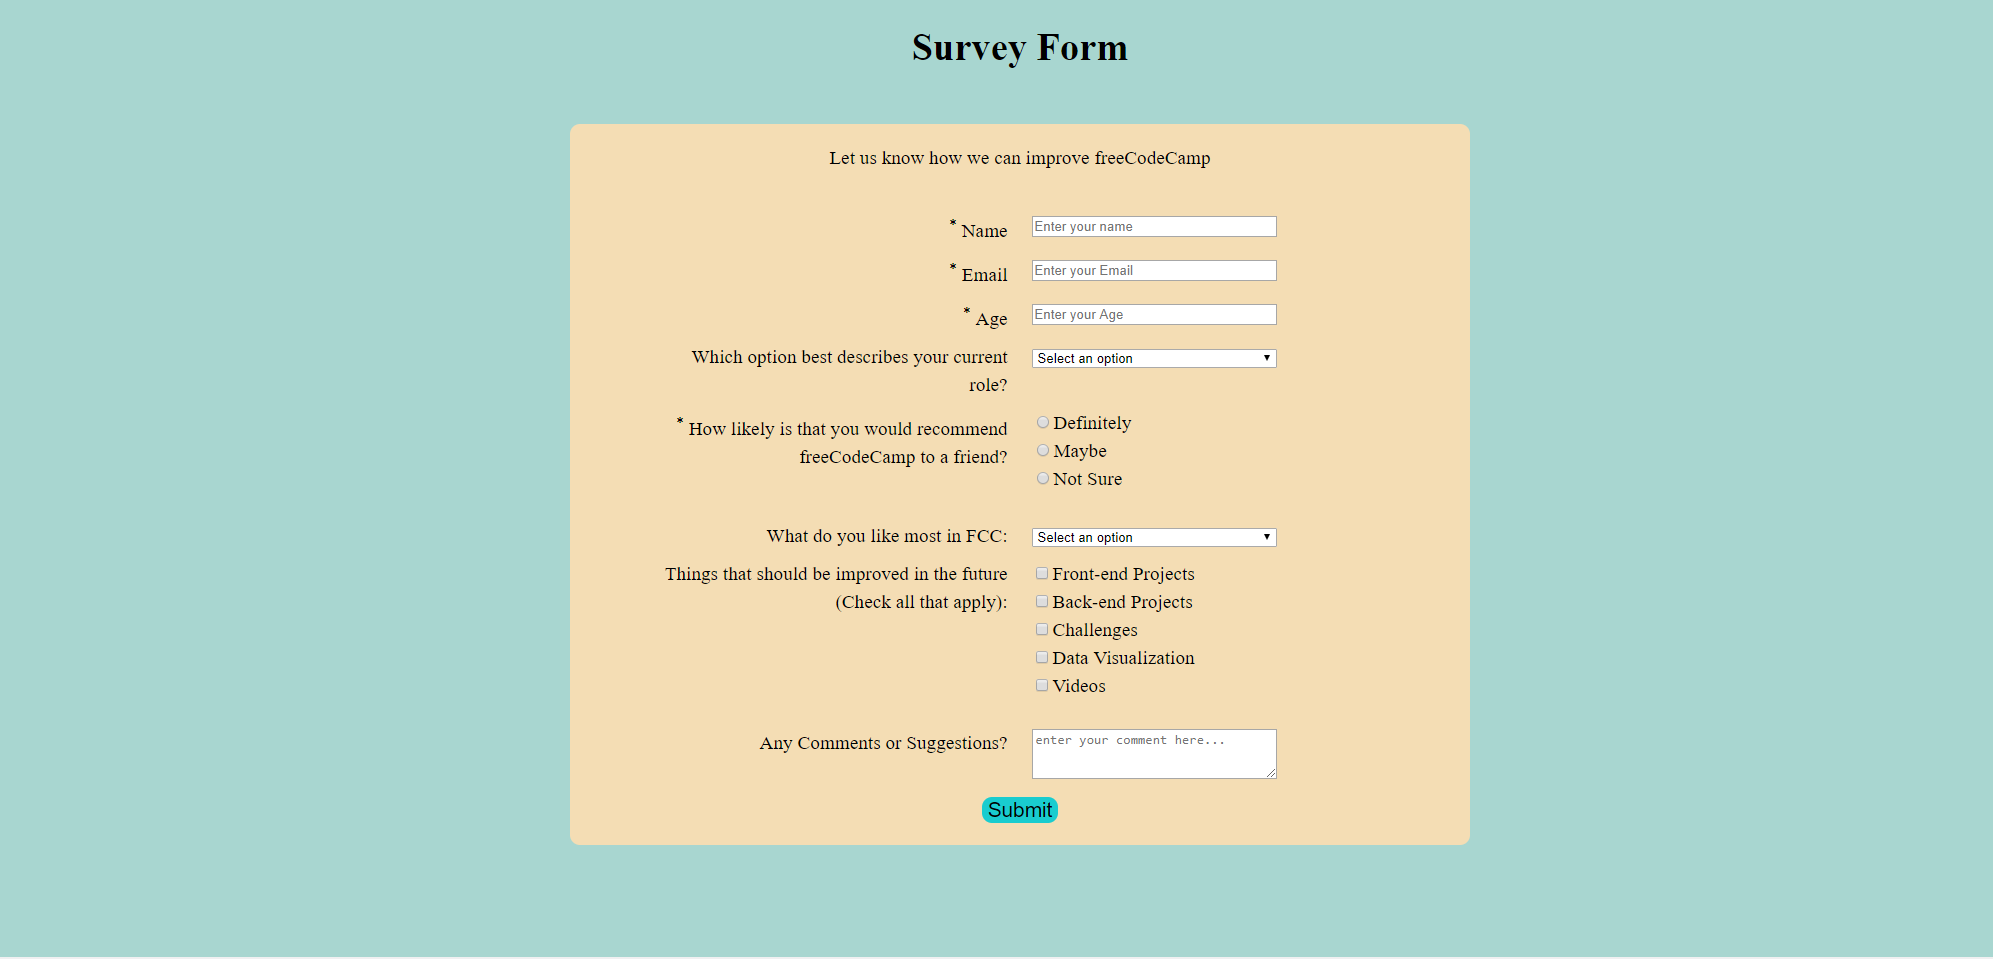 Survey Form
Let us know how we can improve freeCodeCamp
* Name
Enter your name
* Email
Enter your Email
* Age
Enter your Age
Which option best describes your current
role?
Select an option
* How likely is that you would recommend
freeCodeCamp to a friend?
Definitely
Maybe
Not Sure
What do you like most in FCC:
Select an option
Things that should be improved in the future
(Check all that apply):
Front-end Projects
Back-end Projects
Challenges
Data Visualization
Videos
Any Comments or Suggestions?
enter your comment here...
Submit